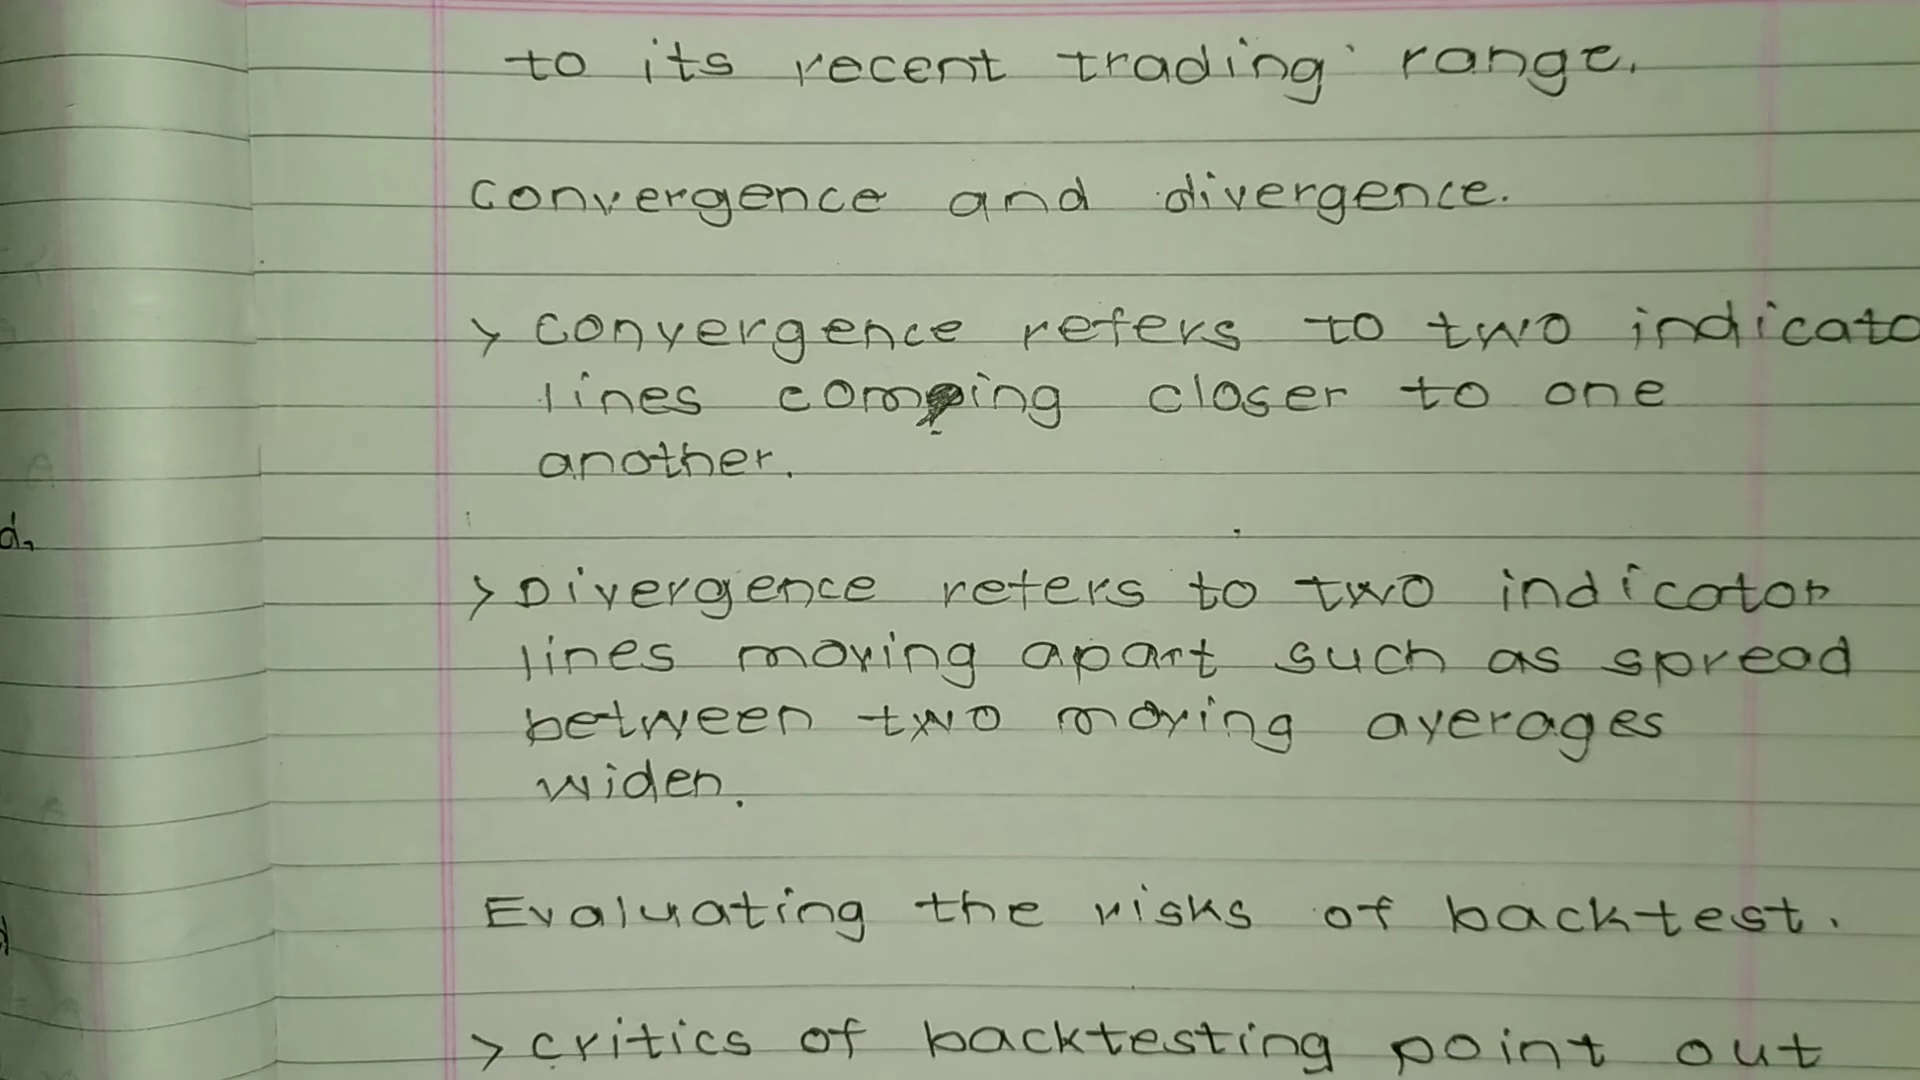 to its recent trading range.
convergence and divergence.
> convergence refers to two indicato
lines coming closer to one
another.
d.
> Divergence refers to two indicator
lines moving apart such as spread
between two moving averages
widen.
Evaluating the risks of backtest.
> critics of backtesting point out